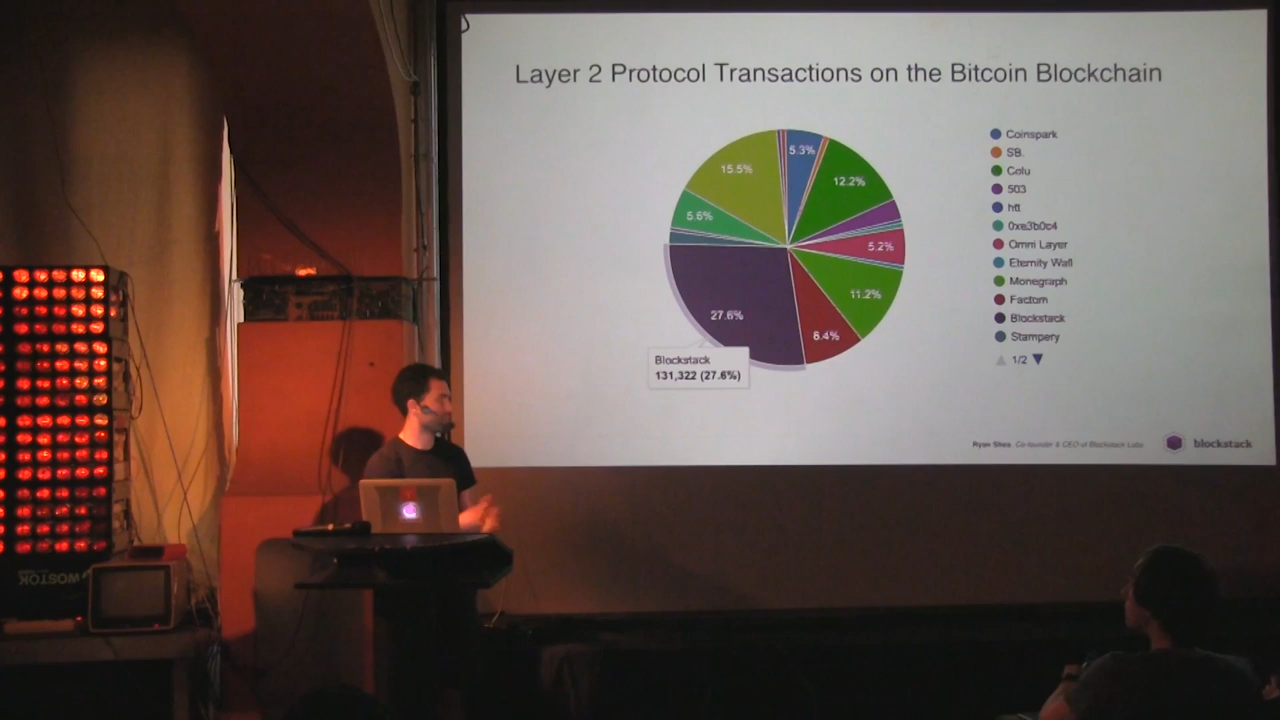 Layer 2 Protocol Transactions on the Bitcoin Blockchain
5.3%
12.2%
5.2%
11.2%
8.4%
27.6%
5.6%
15.5%
Blockstack
131,322 (27.6%)
Coinspark
SB.
Colu
503
htl
0xe3b0c4
Omni Layer
Eternity Wall
Monegraph
Factom
Blockstack
Stampery
1/2
Ryan Shea Co-founder & CEO of Blockstack Labs
blockstack
WOSTOK